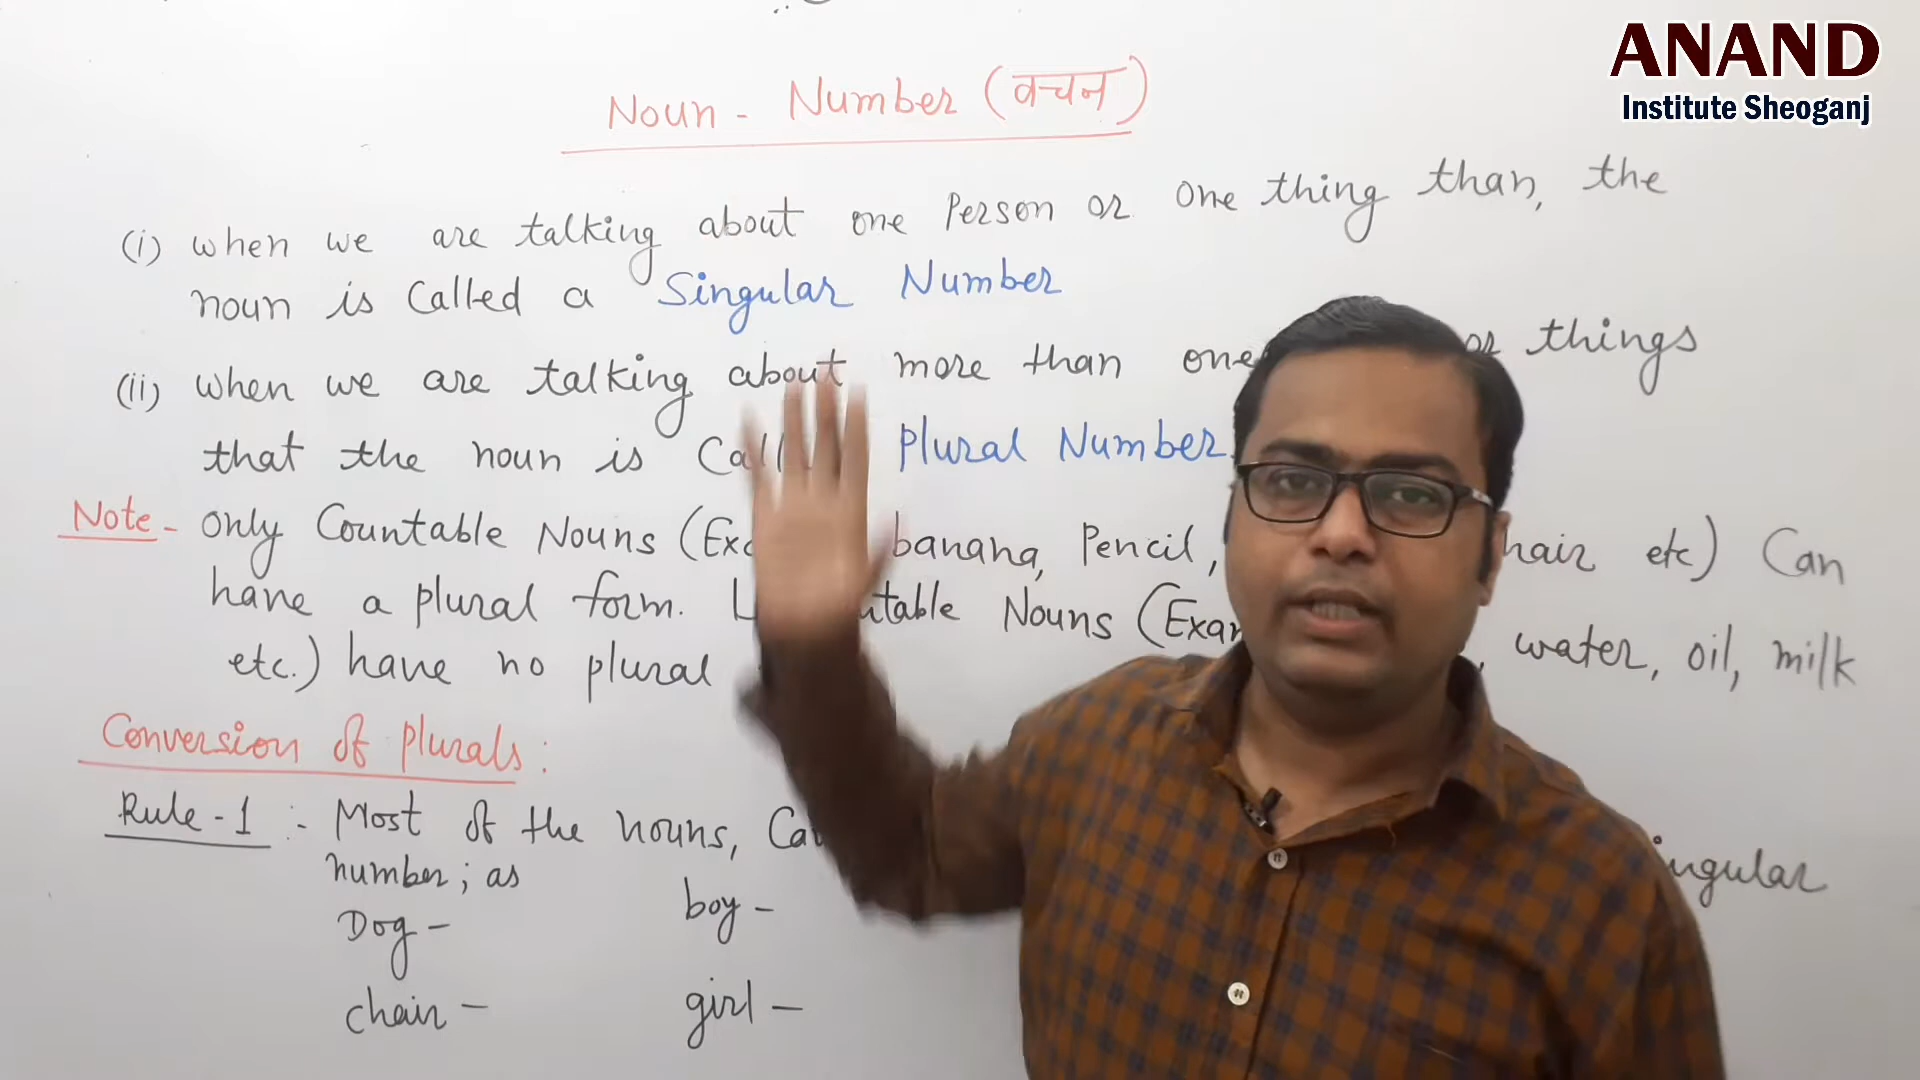 ANAND
Institute Sheoganj
Noun - Number (वचन)
(i) when we are talking about one Person or one thing than, the
noun is Called a Singular Number
(ii) when we are talking about more than one or things
that the noun is Plural Number.
Note - only Countable Nouns ( banana, Pencil, etc) Can
have a plural form. Nouns ( water, oil, milk
etc.) have no plural
Conversion of plurals :
Rule - 1 :- Most of the nouns,
number ; as
Dog - boy -
chair - girl -